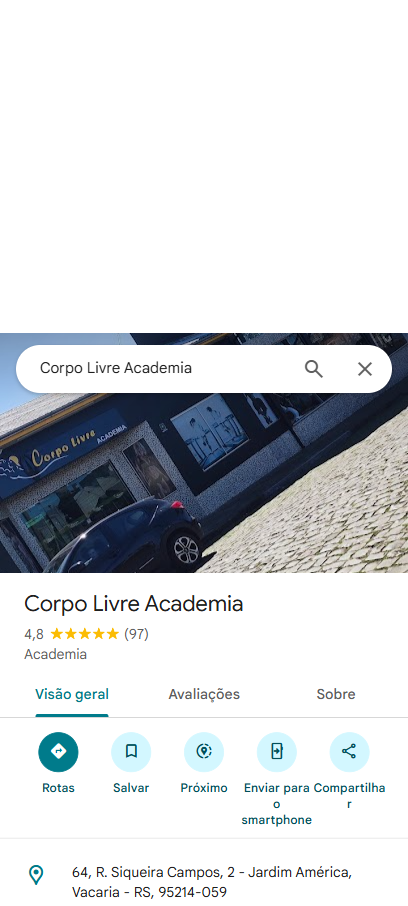 Corpo Livre Academia
Corpo Livre
ACADEMIA
Corpo Livre Academia
4,8 (97)
Academia
Visão geral
Avaliações
Sobre
Rotas
Salvar
Próximo
Enviar para
o
smartphone
Compartilha
r
64, R. Siqueira Campos, 2 - Jardim América,
Vacaria - RS, 95214-059